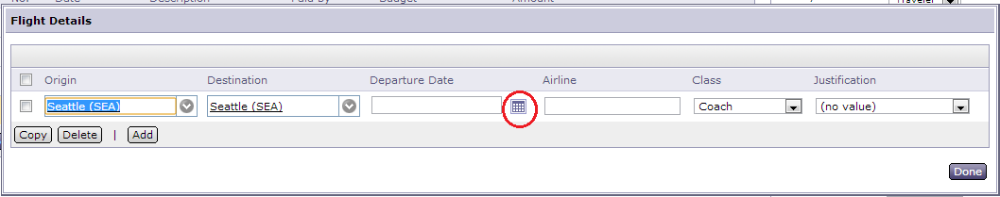 No. Date Description Paid by Budget Amount
Traveler
Flight Details
Origin Destination Departure Date Airline Class Justification
Seattle (SEA) Seattle (SEA) Coach (no value)
Copy Delete | Add
Done